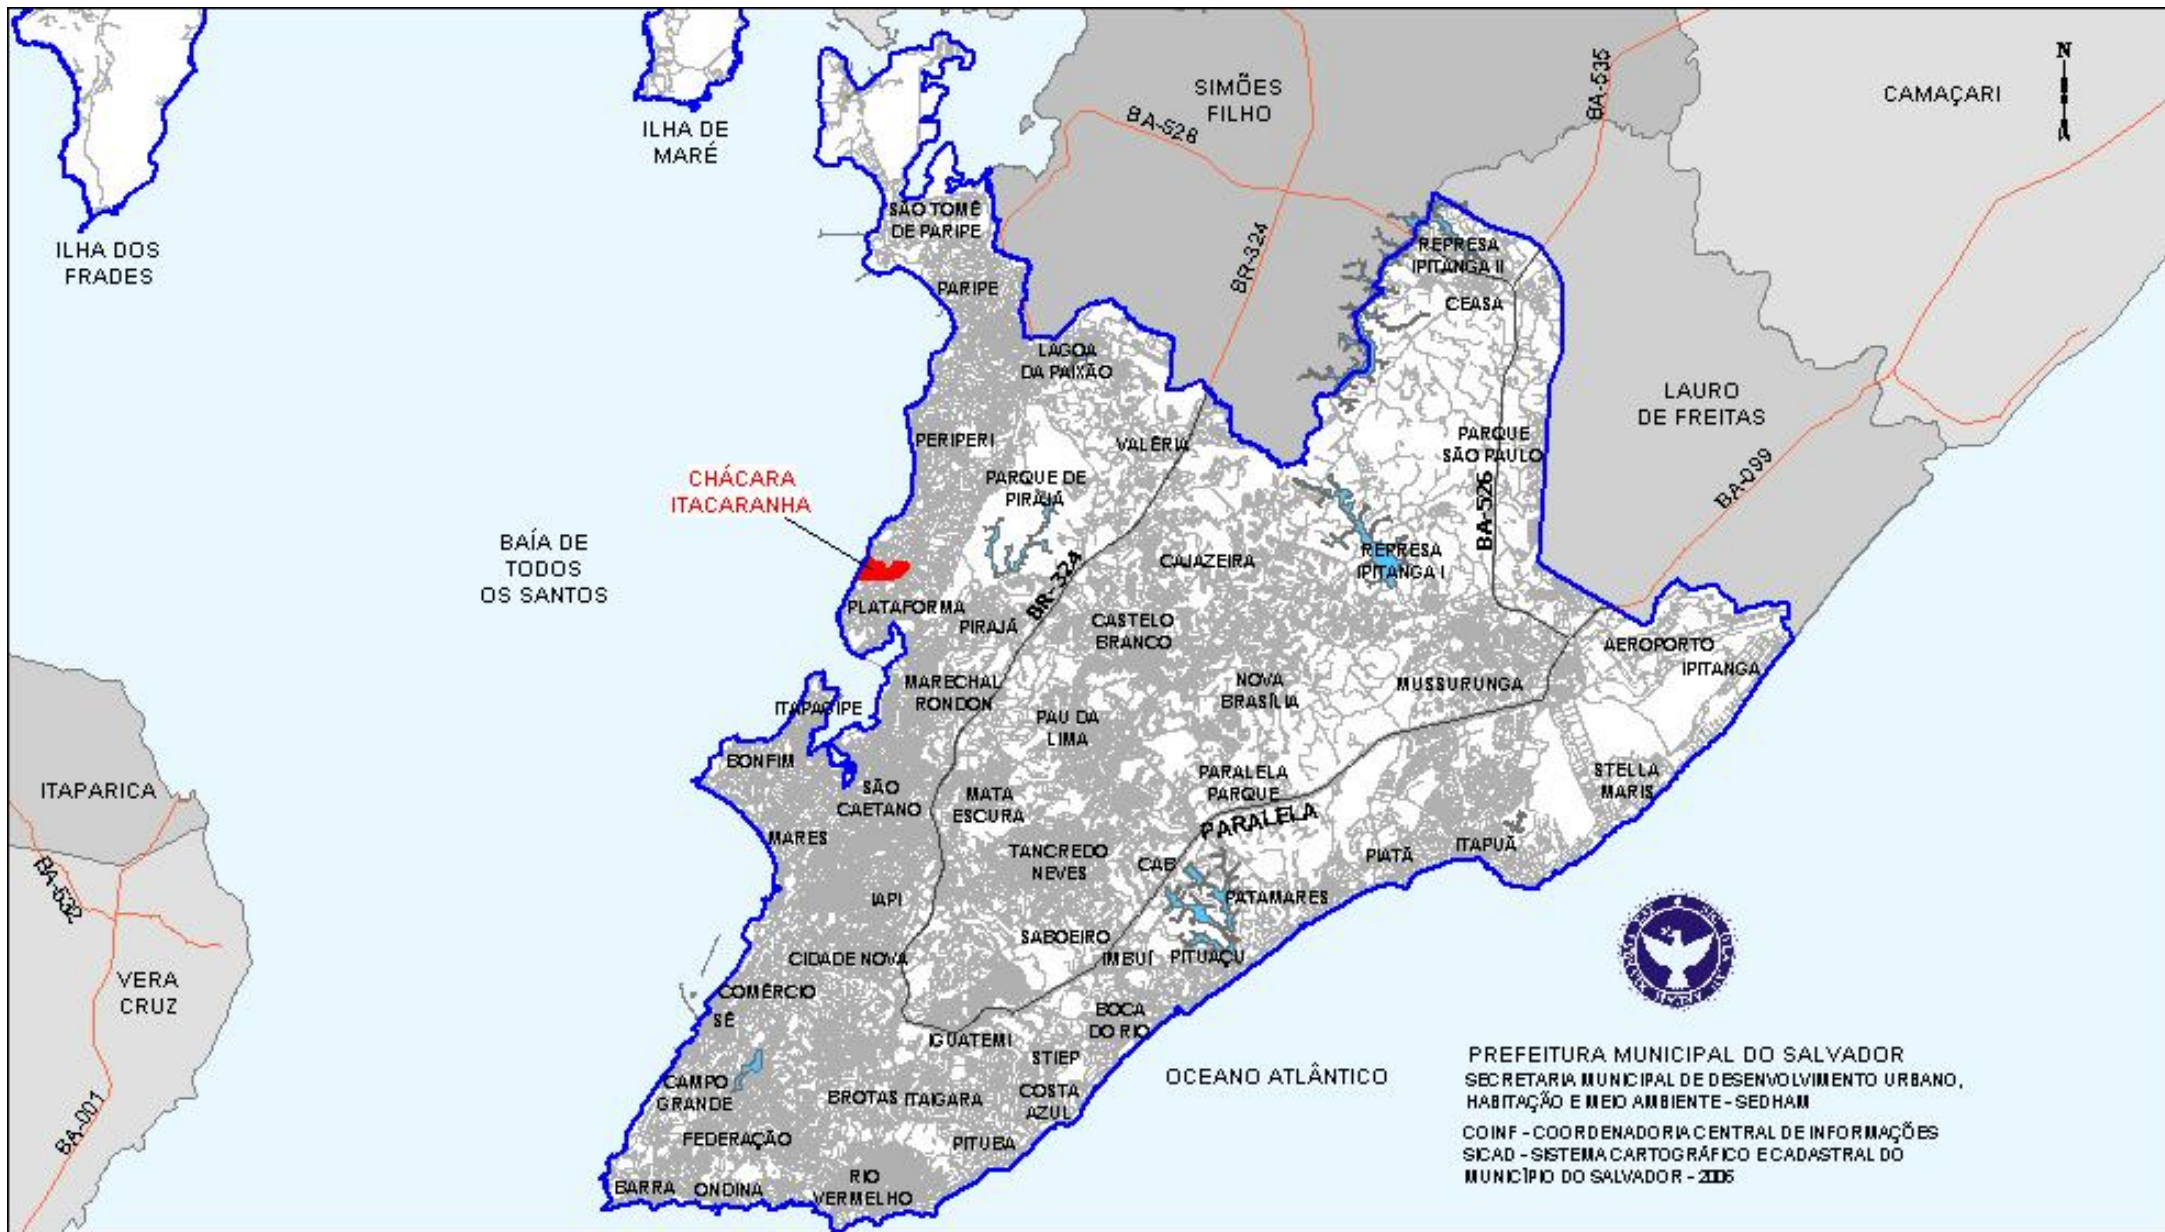 N
SIMÕES
FILHO
CAMAÇARI
BA-535
BA-526
ILHA DE
MARÉ
ILHA DOS
FRADES
SÃO TOMÉ
DE PARIPE
BR-324
REPRESA
IPITANGA II
PARIPE
CEASA
LAGOA
DA PAIXÃO
LAURO
DE FREITAS
PERIPERI
VALÉRIA
PARQUE
SÃO PAULO
CHÁCARA
ITACARANHA
PARQUE DE
PIRAJÁ
BA-099
BA-526
BAÍA DE
TODOS
OS SANTOS
CAJAZEIRA
REPRESA
IPITANGA I
BR-324
PLATAFORMA
PIRAJÁ
CASTELO
BRANCO
AEROPORTO
IPITANGA
MARECHAL
RONDON
NOVA
BRASÍLIA
MUSSURUNGA
ITAPAGIPE
PAU DA
LIMA
BONFIM
SÃO
CAETANO
MATA
ESCURA
PARALELA
PARQUE
STELLA
MARIS
ITAPARICA
PARALELA
MARES
TANCREDO
NEVES
CAB
PIATÃ
ITAPUÃ
BA-532
IAPI
PATAMARES
SABOEIRO
IMBUÍ
PITUAÇU
CIDADE NOVA
VERA
CRUZ
COMÉRCIO
SÉ
BOCA
DO RIO
IGUATEMI
STIEP
OCEANO ATLÂNTICO
CAMPO
GRANDE
BROTAS
ITAIGARA
COSTA
AZUL
BA-001
FEDERAÇÃO
PITUBA
BARRA
ONDINA
RIO
VERMELHO
PREFEITURA MUNICIPAL DO SALVADOR
SECRETARIA MUNICIPAL DE DESENVOLVIMENTO URBANO,
HABITAÇÃO E MEIO AMBIENTE - SEDHAM
COINF - COORDENADORIA CENTRAL DE INFORMAÇÕES
SICAD - SISTEMA CARTOGRÁFICO E CADASTRAL DO
MUNICÍPIO DO SALVADOR - 2006